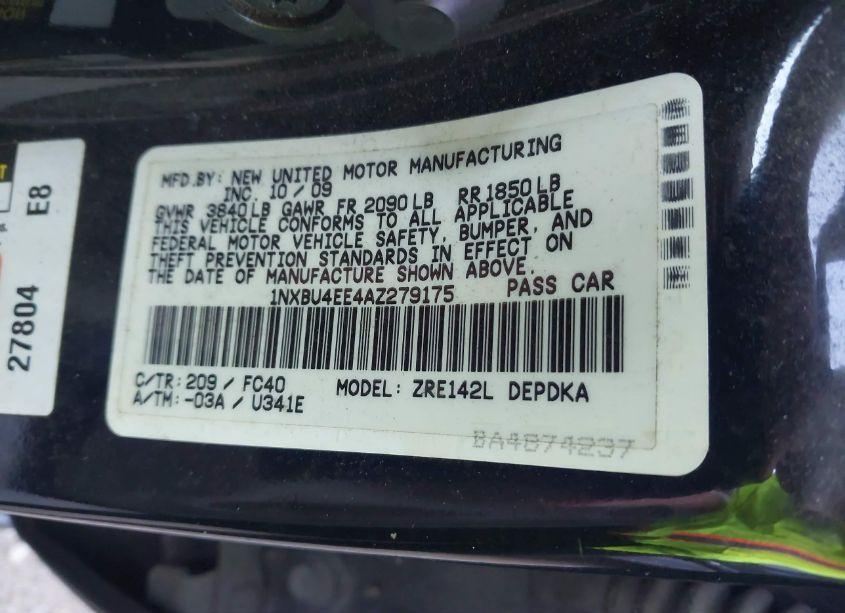 MFD.BY: NEW UNITED MOTOR MANUFACTURING
INC. 10 / 09
GVWR 3840 LB GAWR FR 2090 LB RR 1850 LB
THIS VEHICLE CONFORMS TO ALL APPLICABLE
FEDERAL MOTOR VEHICLE SAFETY, BUMPER, AND
THEFT PREVENTION STANDARDS IN EFFECT ON
THE DATE OF MANUFACTURE SHOWN ABOVE.
1NXBU4EE4AZ279175 PASS CAR
C/TR: 209 / FC40 MODEL: ZRE142L DEPDKA
A/TM: -03A / U341E
BA4874237
27804 E8